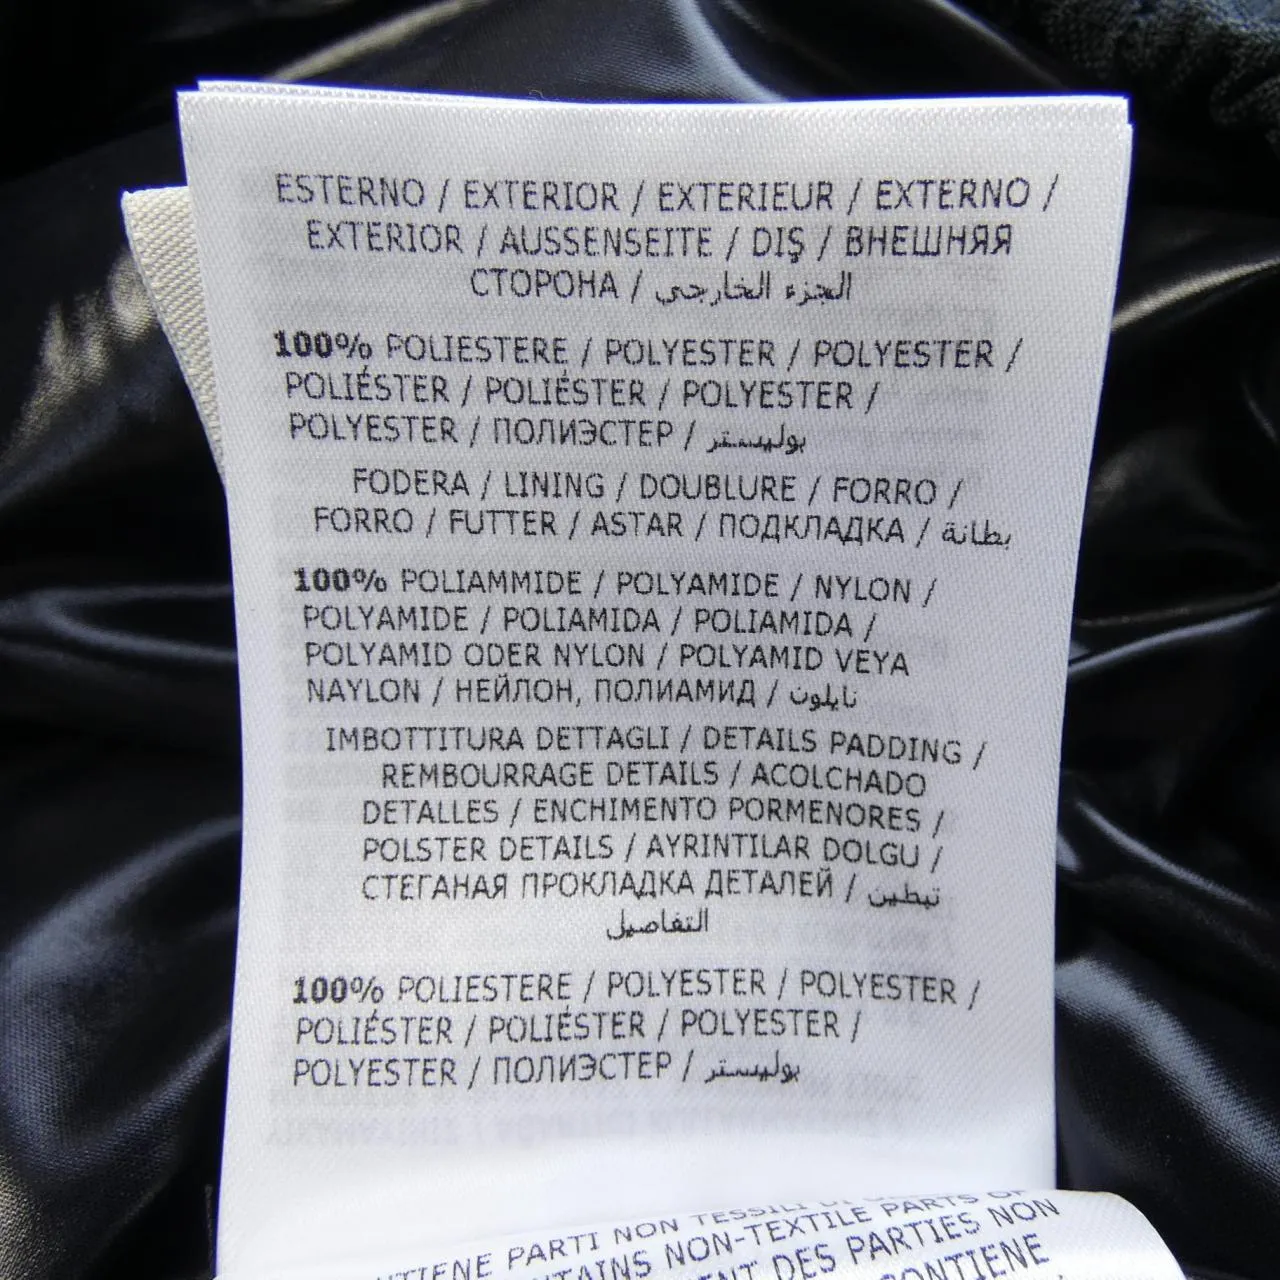 ESTERNO / EXTERIOR / EXTERIEUR / EXTERNO /
EXTERIOR / AUSSENSEITE / DIŞ / ВНЕШНЯЯ
СТОРОНА / الجزء الخارجي
100% POLIESTERE / POLYESTER / POLYESTER /
POLIÉSTER / POLIÉSTER / POLYESTER /
POLYESTER / ПОЛИЭСТЕР / بوليستر
FODERA / LINING / DOUBLURE / FORRO /
FORRO / FUTTER / ASTAR / ПОДКЛАДКА / بطانة
100% POLIAMMIDE / POLYAMIDE / NYLON /
POLYAMIDE / POLIAMIDA / POLIAMIDA /
POLYAMID ODER NYLON / POLYAMID VEYA
NAYLON / НЕЙЛОН, ПОЛИАМИД / نايلون
IMBOTTITURA DETTAGLI / DETAILS PADDING /
REMBOURRAGE DETAILS / ACOLCHADO
DETALLES / ENCHIMENTO PORMENORES /
POLSTER DETAILS / AYRINTILAR DOLGU /
СТЕГАНАЯ ПРОКЛАДКА ДЕТАЛЕЙ / تبطين
التفاصيل
100% POLIESTERE / POLYESTER / POLYESTER /
POLIÉSTER / POLIÉSTER / POLYESTER /
POLYESTER / ПОЛИЭСТЕР / بوليستر
PARTI NON TESSILI DI
NON-TEXTILE PARTS OF
DES PARTIES NON